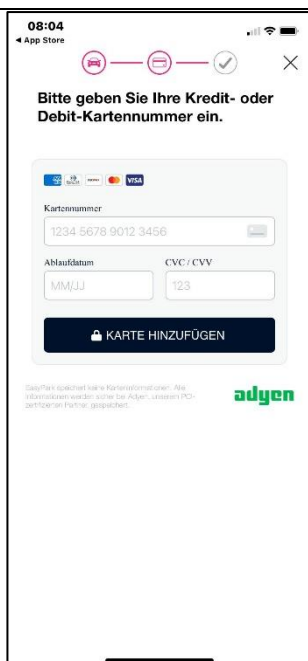 08:04
◀ App Store
Bitte geben Sie Ihre Kredit- oder
Debit-Kartennummer ein.
VISA
Kartennummer
1234 5678 9012 3456
Ablaufdatum CVC / CVV
MM/JJ 123
KARTE HINZUFÜGEN
EasyPark speichert keine Karteninformationen. Alle
Informationen werden sicher bei Adyen, unserem PCI-
zertifizierten Partner, gespeichert.
adyen